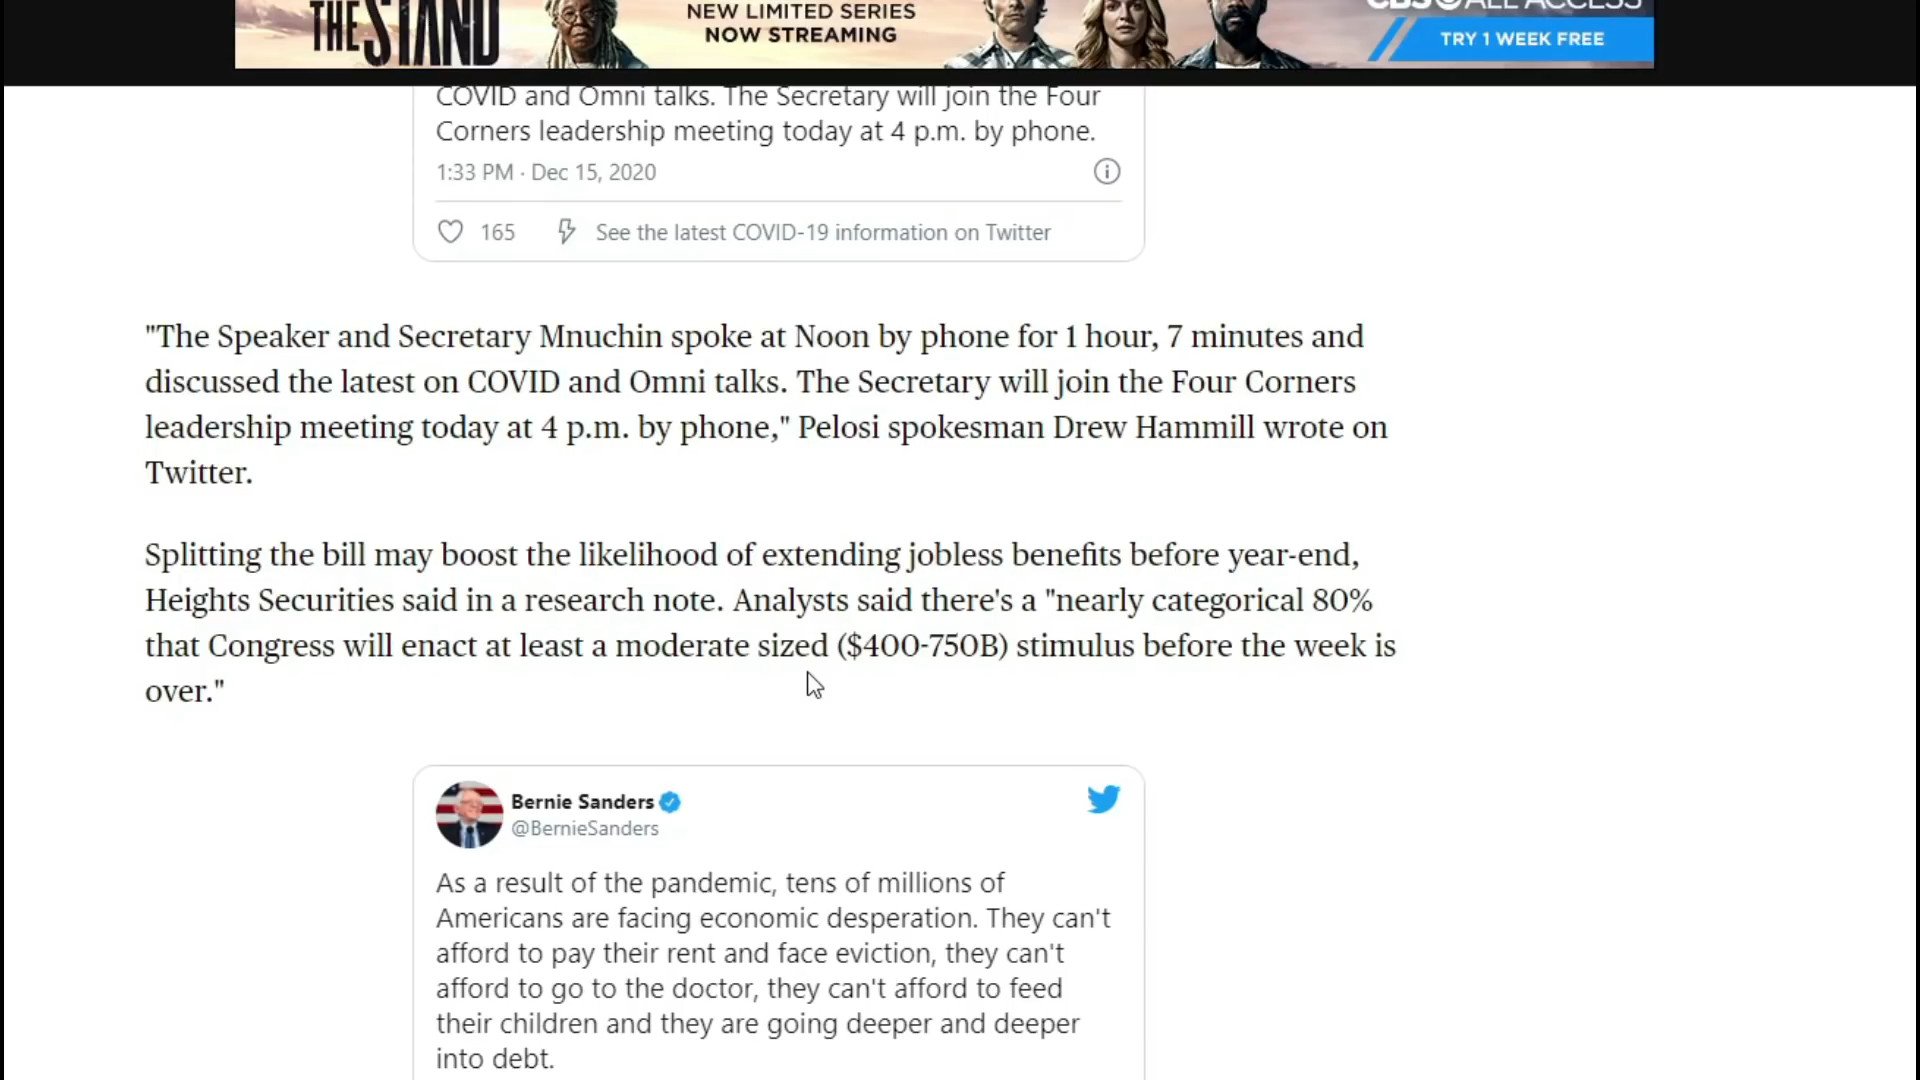 THE STAND
NEW LIMITED SERIES
NOW STREAMING
CBS ALL ACCESS
TRY 1 WEEK FREE
COVID and Omni talks. The Secretary will join the Four
Corners leadership meeting today at 4 p.m. by phone.
1:33 PM · Dec 15, 2020
165 See the latest COVID-19 information on Twitter
"The Speaker and Secretary Mnuchin spoke at Noon by phone for 1 hour, 7 minutes and
discussed the latest on COVID and Omni talks. The Secretary will join the Four Corners
leadership meeting today at 4 p.m. by phone," Pelosi spokesman Drew Hammill wrote on
Twitter.
Splitting the bill may boost the likelihood of extending jobless benefits before year-end,
Heights Securities said in a research note. Analysts said there's a "nearly categorical 80%
that Congress will enact at least a moderate sized ($400-750B) stimulus before the week is
over."
Bernie Sanders
@BernieSanders
As a result of the pandemic, tens of millions of
Americans are facing economic desperation. They can't
afford to pay their rent and face eviction, they can't
afford to go to the doctor, they can't afford to feed
their children and they are going deeper and deeper
into debt.